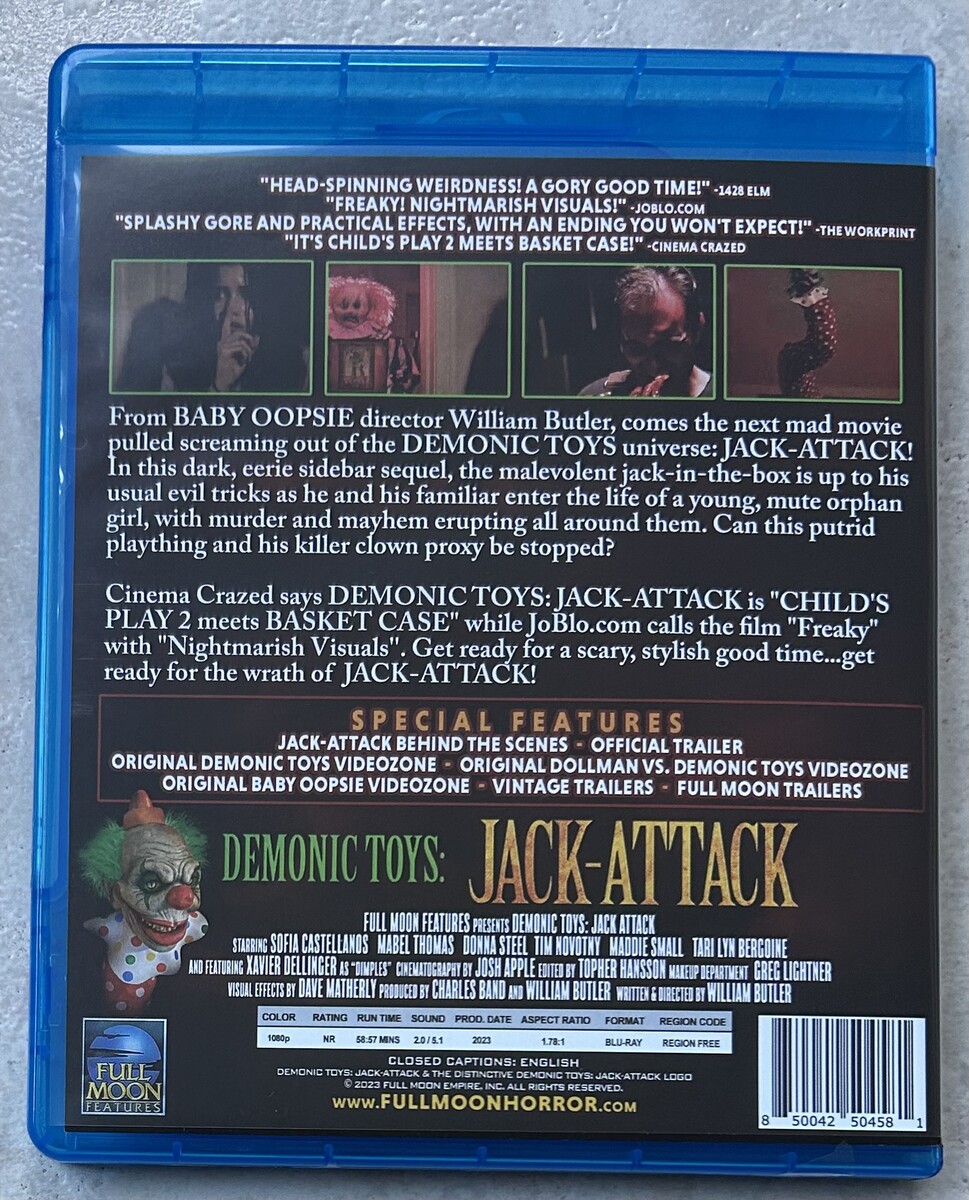 "HEAD-SPINNING WEIRDNESS! A GORY GOOD TIME!" -1428 ELM
"FREAKY! NIGHTMARISH VISUALS!" -JOBLO.COM
"SPLASHY GORE AND PRACTICAL EFFECTS, WITH AN ENDING YOU WON'T EXPECT!" -THE WORKPRINT
"IT'S CHILD'S PLAY 2 MEETS BASKET CASE!" -CINEMA CRAZED
From BABY OOPSIE director William Butler, comes the next mad movie
pulled screaming out of the DEMONIC TOYS universe: JACK-ATTACK!
In this dark, eerie sidebar sequel, the malevolent jack-in-the-box is up to his
usual evil tricks as he and his familiar enter the life of a young, mute orphan
girl, with murder and mayhem erupting all around them. Can this putrid
plaything and his killer clown proxy be stopped?
Cinema Crazed says DEMONIC TOYS: JACK-ATTACK is "CHILD'S
PLAY 2 meets BASKET CASE" while JoBlo.com calls the film "Freaky"
with "Nightmarish Visuals". Get ready for a scary, stylish good time...get
ready for the wrath of JACK-ATTACK!
SPECIAL FEATURES
JACK-ATTACK BEHIND THE SCENES - OFFICIAL TRAILER
ORIGINAL DEMONIC TOYS VIDEOZONE - ORIGINAL DOLLMAN VS. DEMONIC TOYS VIDEOZONE
ORIGINAL BABY OOPSIE VIDEOZONE - VINTAGE TRAILERS - FULL MOON TRAILERS
DEMONIC TOYS: JACK-ATTACK
FULL MOON FEATURES PRESENTS DEMONIC TOYS: JACK ATTACK
STARRING SOFIA CASTELLANOS MABEL THOMAS DONNA STEEL TIM NOVOTNY MADDIE SMALL TARI LYN BERGOINE
AND FEATURING XAVIER DELLINGER AS "DIMPLES" CINEMATOGRAPHY BY JOSH APPLE EDITED BY TOPHER HANSSON MAKEUP DEPARTMENT GREG LIGHTNER
VISUAL EFFECTS BY DAVE MATHERLY PRODUCED BY CHARLES BAND AND WILLIAM BUTLER WRITTEN & DIRECTED BY WILLIAM BUTLER
COLOR RATING RUN TIME SOUND PROD. DATE ASPECT RATIO FORMAT REGION CODE
1080p NR 58:57 MINS 2.0 / 5.1 2023 1.78:1 BLU-RAY REGION FREE
CLOSED CAPTIONS: ENGLISH
DEMONIC TOYS: JACK-ATTACK & THE DISTINCTIVE DEMONIC TOYS: JACK-ATTACK LOGO
© 2023 FULL MOON EMPIRE, INC. ALL RIGHTS RESERVED.
WWW.FULLMOONHORROR.COM
FULL
MOON
FEATURES
8 50042 50458 1